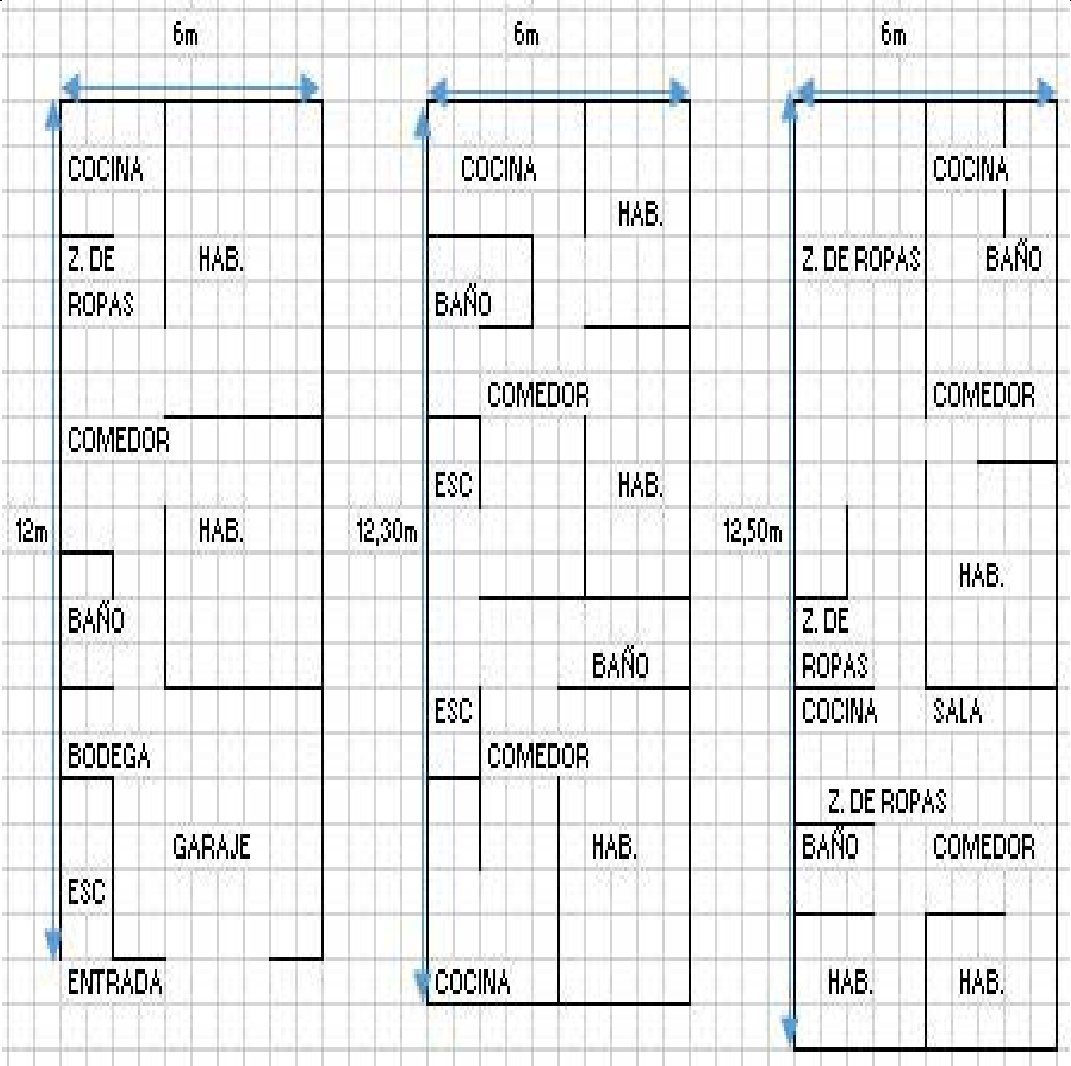 6m
COCINA
Z. DE
ROPAS
HAB.
COMEDOR
12m
HAB.
BAÑO
BODEGA
GARAJE
ESC
ENTRADA
6m
COCINA
HAB.
BAÑO
COMEDOR
ESC
HAB.
12,30m
BAÑO
ESC
COMEDOR
HAB.
COCINA
6m
COCINA
Z. DE ROPAS
BAÑO
COMEDOR
12,50m
HAB.
Z. DE
ROPAS
COCINA
SALA
Z. DE ROPAS
BAÑO
COMEDOR
HAB.
HAB.